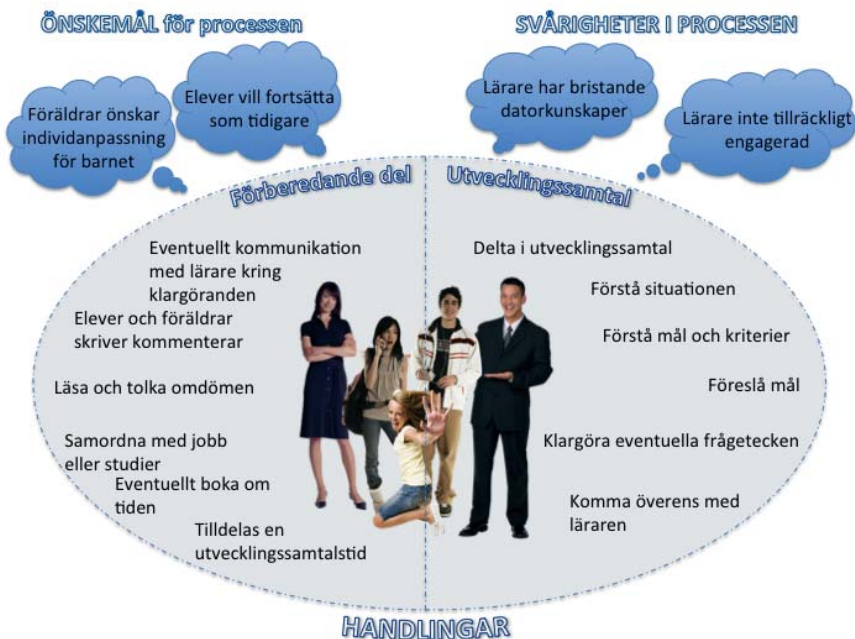 ÖNSKEMÅL för processen
SVÅRIGHETER I PROCESSEN
Föräldrar önskar
individanpassning
för barnet
Elever vill fortsätta
som tidigare
Lärare har bristande
datorkunskaper
Lärare inte tillräckligt
engagerad
Förberedande del
Utvecklingssamtal
Eventuellt kommunikation
med lärare kring
klargöranden
Elever och föräldrar
skriver kommenterar
Läsa och tolka omdömen
Samordna med jobb
eller studier
Eventuellt boka om
tiden
Tilldelas en
utvecklingssamtalstid
Delta i utvecklingssamtal
Förstå situationen
Förstå mål och kriterier
Föreslå mål
Klargöra eventuella frågetecken
Komma överens med
läraren
HANDLINGAR